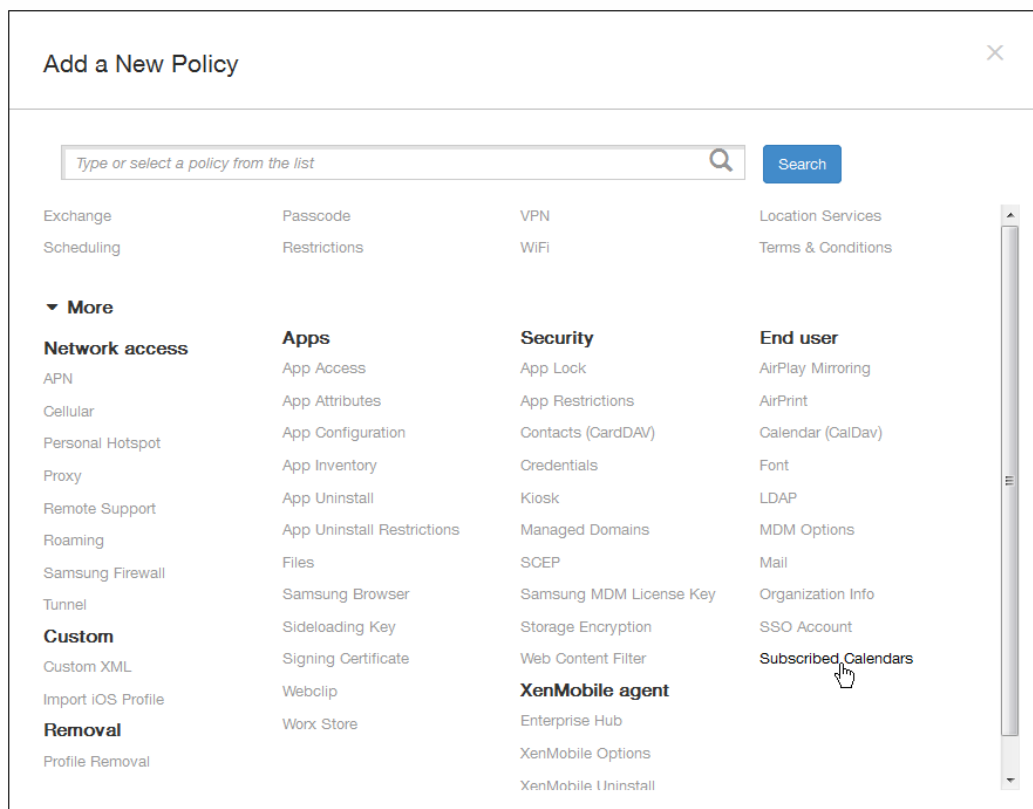 Add a New Policy
Type or select a policy from the list
Search
Exchange
Passcode
VPN
Location Services
Scheduling
Restrictions
WiFi
Terms & Conditions
More
Network access
APN
Cellular
Personal Hotspot
Proxy
Remote Support
Roaming
Samsung Firewall
Tunnel
Custom
Custom XML
Import iOS Profile
Removal
Profile Removal
Apps
App Access
App Attributes
App Configuration
App Inventory
App Uninstall
App Uninstall Restrictions
Files
Samsung Browser
Sideloading Key
Signing Certificate
Webclip
Worx Store
Security
App Lock
App Restrictions
Contacts (CardDAV)
Credentials
Kiosk
Managed Domains
SCEP
Samsung MDM License Key
Storage Encryption
Web Content Filter
XenMobile agent
Enterprise Hub
XenMobile Options
XenMobile Uninstall
End user
AirPlay Mirroring
AirPrint
Calendar (CalDav)
Font
LDAP
MDM Options
Mail
Organization Info
SSO Account
Subscribed Calendars